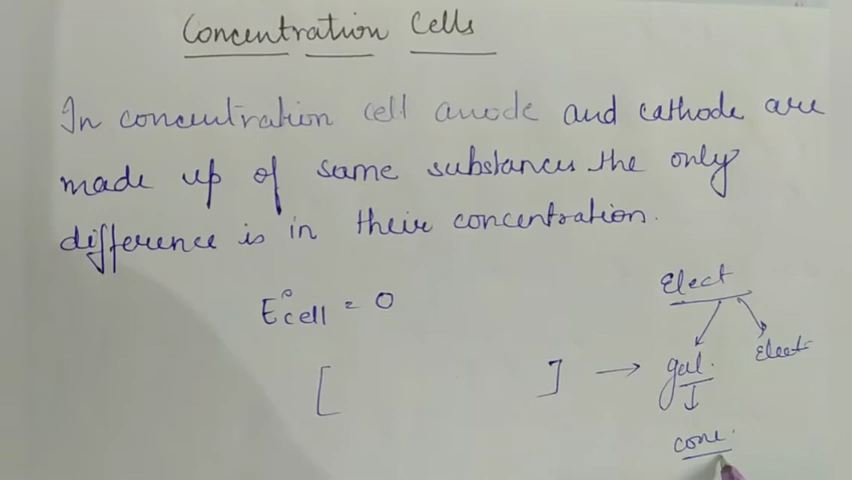 Concentration Cells
In concentration cell anode and cathode are
made up of same substances the only
difference is in their concentration.
E°cell = 0
Elect
Elect
[ ] → gal.
conc.